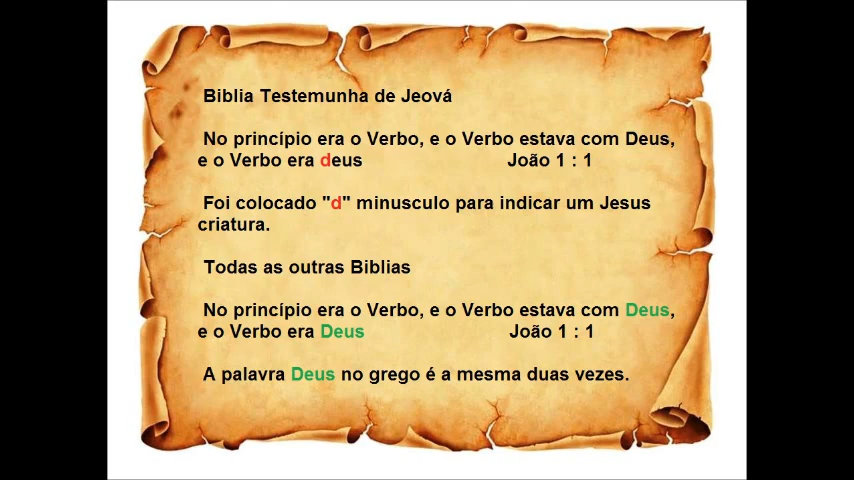 Biblia Testemunha de Jeová
No princípio era o Verbo, e o Verbo estava com Deus,
e o Verbo era deus João 1 : 1
Foi colocado "d" minusculo para indicar um Jesus
criatura.
Todas as outras Biblias
No princípio era o Verbo, e o Verbo estava com Deus,
e o Verbo era Deus João 1 : 1
A palavra Deus no grego é a mesma duas vezes.